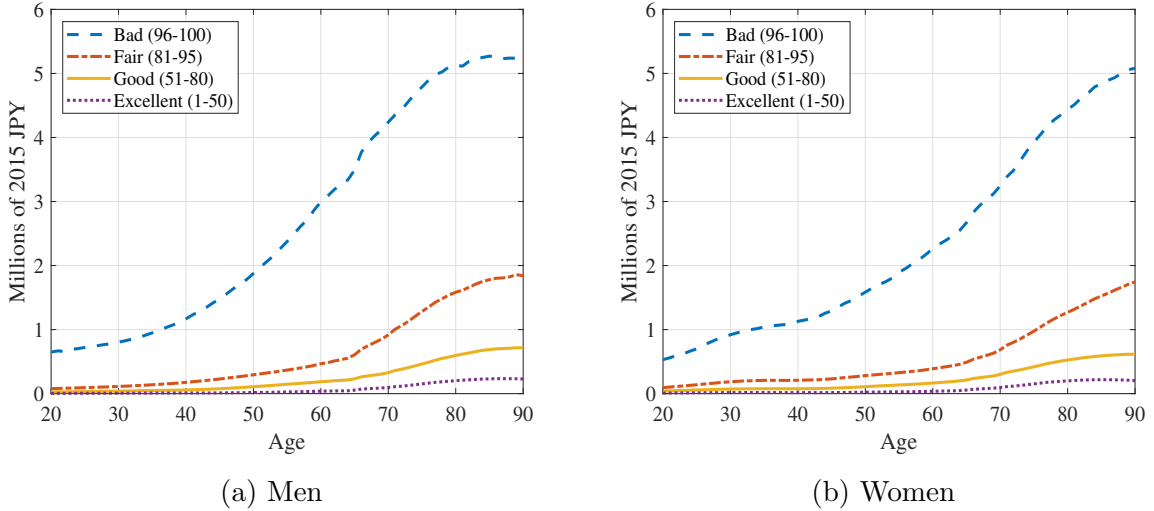 Millions of 2015 JPY
6
5
4
3
2
1
0
Bad (96-100)
Fair (81-95)
Good (51-80)
Excellent (1-50)
20 30 40 50 60 70 80 90
Age
(a) Men
Millions of 2015 JPY
6
5
4
3
2
1
0
Bad (96-100)
Fair (81-95)
Good (51-80)
Excellent (1-50)
20 30 40 50 60 70 80 90
Age
(b) Women